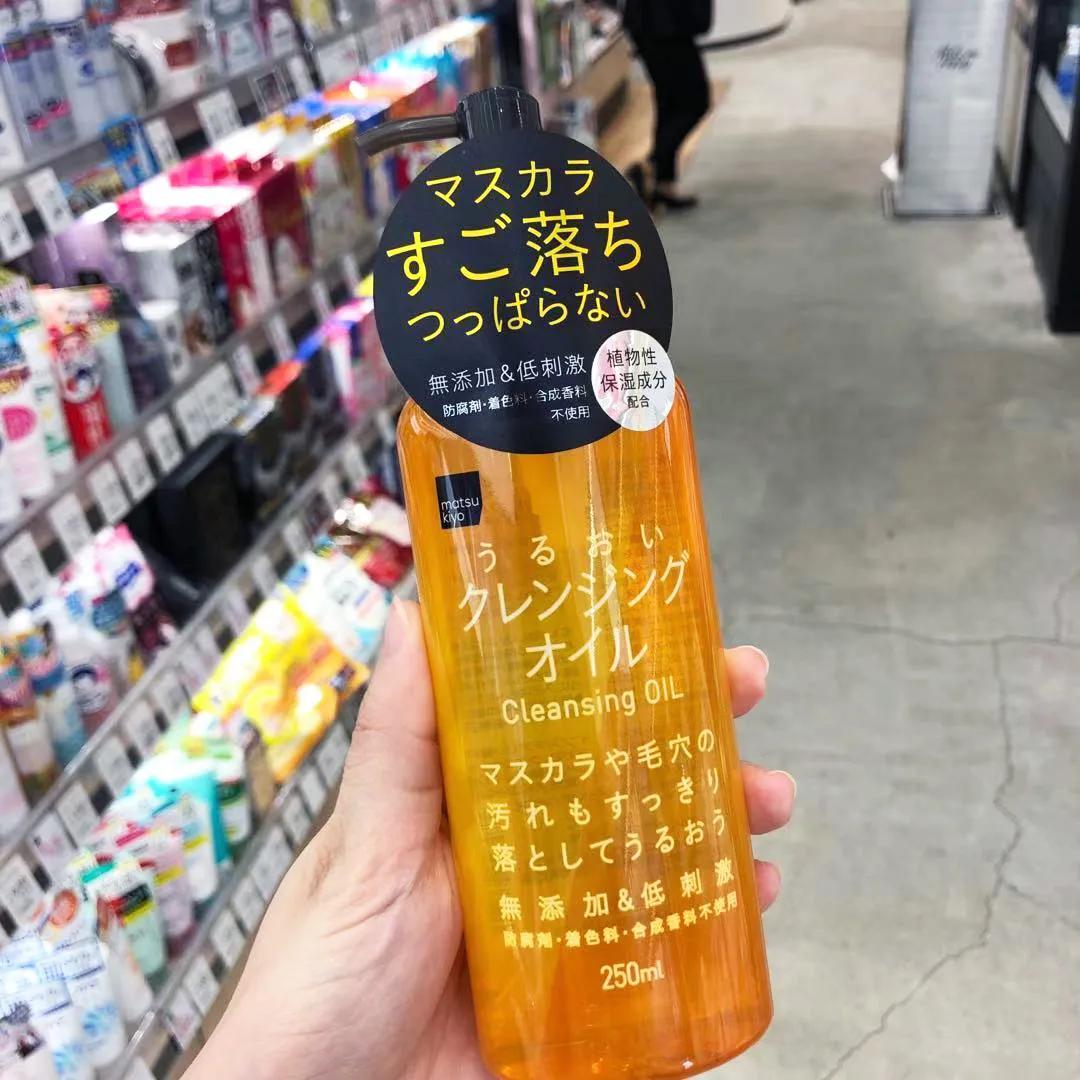 マスカラ
すご落ち
つっぱらない
無添加&低刺激
防腐剤・着色料・合成香料
不使用
植物性
保湿成分
配合
matsu
kiyo
うるおい
クレンジング
オイル
Cleansing OIL
マスカラや毛穴の
汚れもすっきり
落としてうるおう
無添加&低刺激
防腐剤・着色料・合成香料不使用
250ml